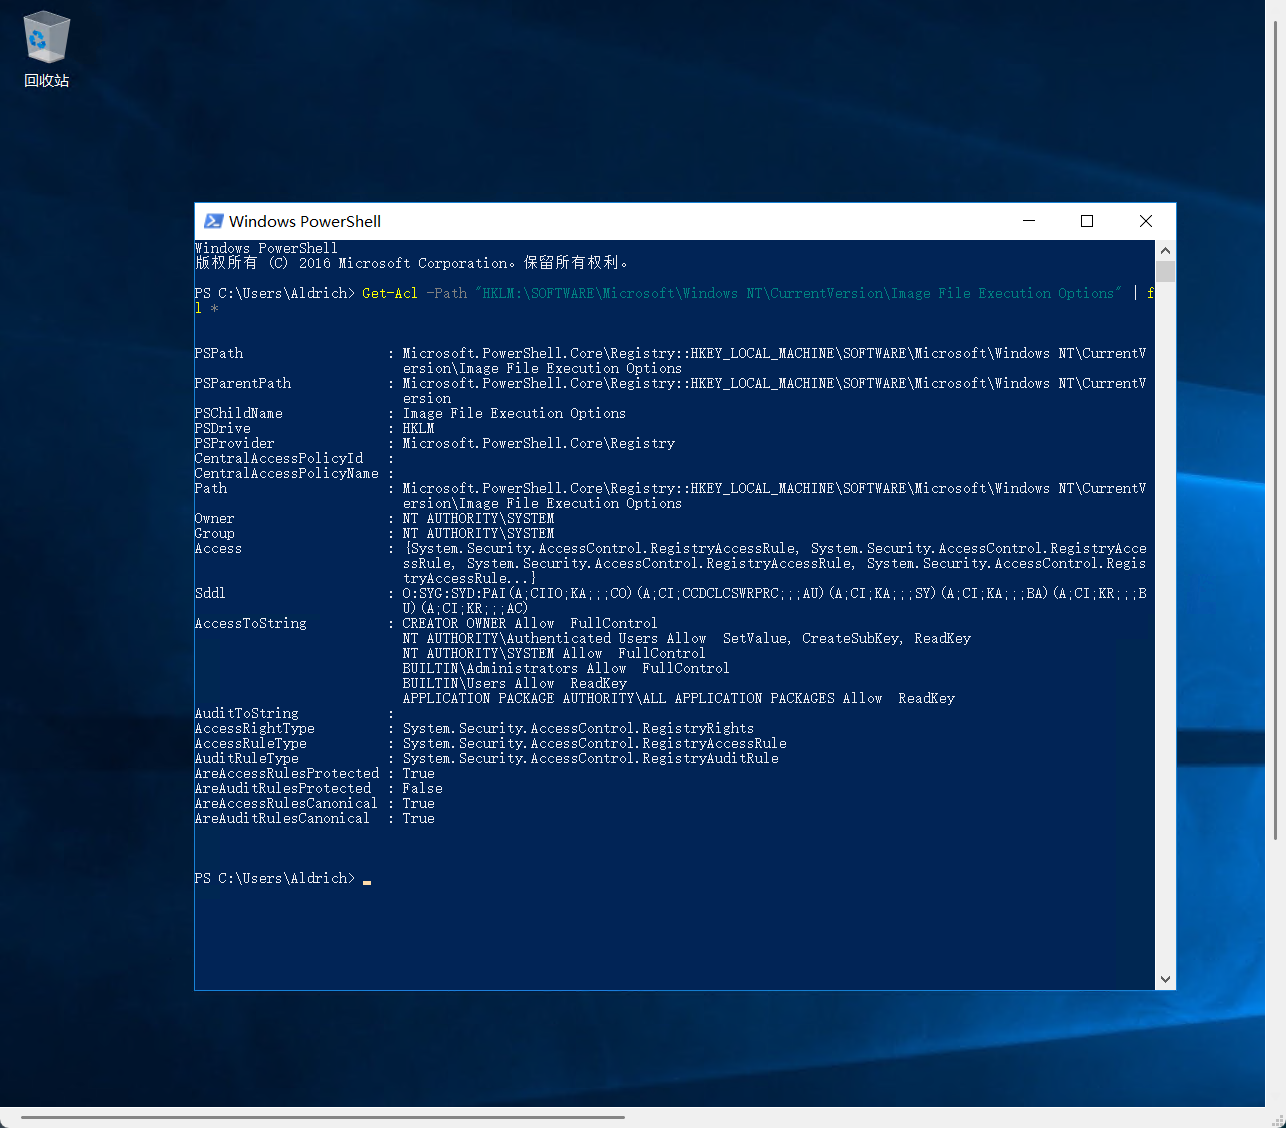 回收站
Windows PowerShell
Windows PowerShell
版权所有 (C) 2016 Microsoft Corporation。保留所有权利。
PS C:\Users\Aldrich> Get-Acl -Path "HKLM:\SOFTWARE\Microsoft\Windows NT\CurrentVersion\Image File Execution Options" | f
l *
PSPath : Microsoft.PowerShell.Core\Registry::HKEY_LOCAL_MACHINE\SOFTWARE\Microsoft\Windows NT\CurrentV
ersion\Image File Execution Options
PSParentPath : Microsoft.PowerShell.Core\Registry::HKEY_LOCAL_MACHINE\SOFTWARE\Microsoft\Windows NT\CurrentV
ersion
PSChildName : Image File Execution Options
PSDrive : HKLM
PSProvider : Microsoft.PowerShell.Core\Registry
CentralAccessPolicyId :
CentralAccessPolicyName :
Path : Microsoft.PowerShell.Core\Registry::HKEY_LOCAL_MACHINE\SOFTWARE\Microsoft\Windows NT\CurrentV
ersion\Image File Execution Options
Owner : NT AUTHORITY\SYSTEM
Group : NT AUTHORITY\SYSTEM
Access : {System.Security.AccessControl.RegistryAccessRule, System.Security.AccessControl.RegistryAcce
ssRule, System.Security.AccessControl.RegistryAccessRule, System.Security.AccessControl.Regis
tryAccessRule...}
Sddl : O:SYG:SYD:PAI(A;CIIO;KA;;;CO)(A;CI;CCDCLCSWRPRC;;;AU)(A;CI;KA;;;SY)(A;CI;KA;;;BA)(A;CI;KR;;;B
U)(A;CI;KR;;;AC)
AccessToString : CREATOR OWNER Allow  FullControl
NT AUTHORITY\Authenticated Users Allow  SetValue, CreateSubKey, ReadKey
NT AUTHORITY\SYSTEM Allow  FullControl
BUILTIN\Administrators Allow  FullControl
BUILTIN\Users Allow  ReadKey
APPLICATION PACKAGE AUTHORITY\ALL APPLICATION PACKAGES Allow  ReadKey
AuditToString :
AccessRightType : System.Security.AccessControl.RegistryRights
AccessRuleType : System.Security.AccessControl.RegistryAccessRule
AuditRuleType : System.Security.AccessControl.RegistryAuditRule
AreAccessRulesProtected : True
AreAuditRulesProtected : False
AreAccessRulesCanonical : True
AreAuditRulesCanonical : True
PS C:\Users\Aldrich>